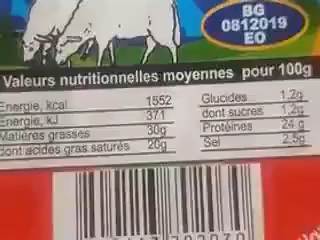 BG
0812019
EO
Valeurs nutritionnelles moyennes pour 100g
Energie, kcal 1552
Energie, kJ 371
Matières grasses 30g
dont acides gras saturés 20g
Glucides 1,2g
dont sucres 1,2g
Protéines 24 g
Sel 2,5g